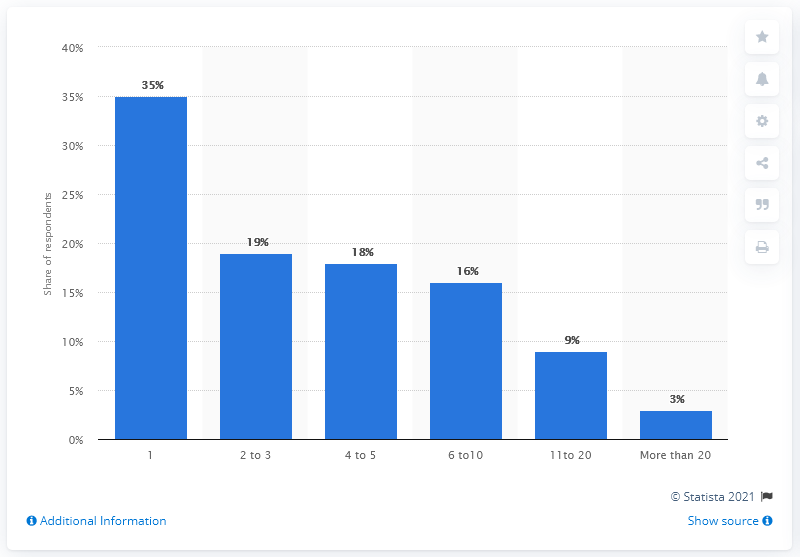 40%
35%
30%
25%
20%
15%
10%
5%
0%
Share of respondents
35%
19%
18%
16%
9%
3%
1
2 to 3
4 to 5
6 to10
11to 20
More than 20
© Statista 2021
Additional Information
Show source